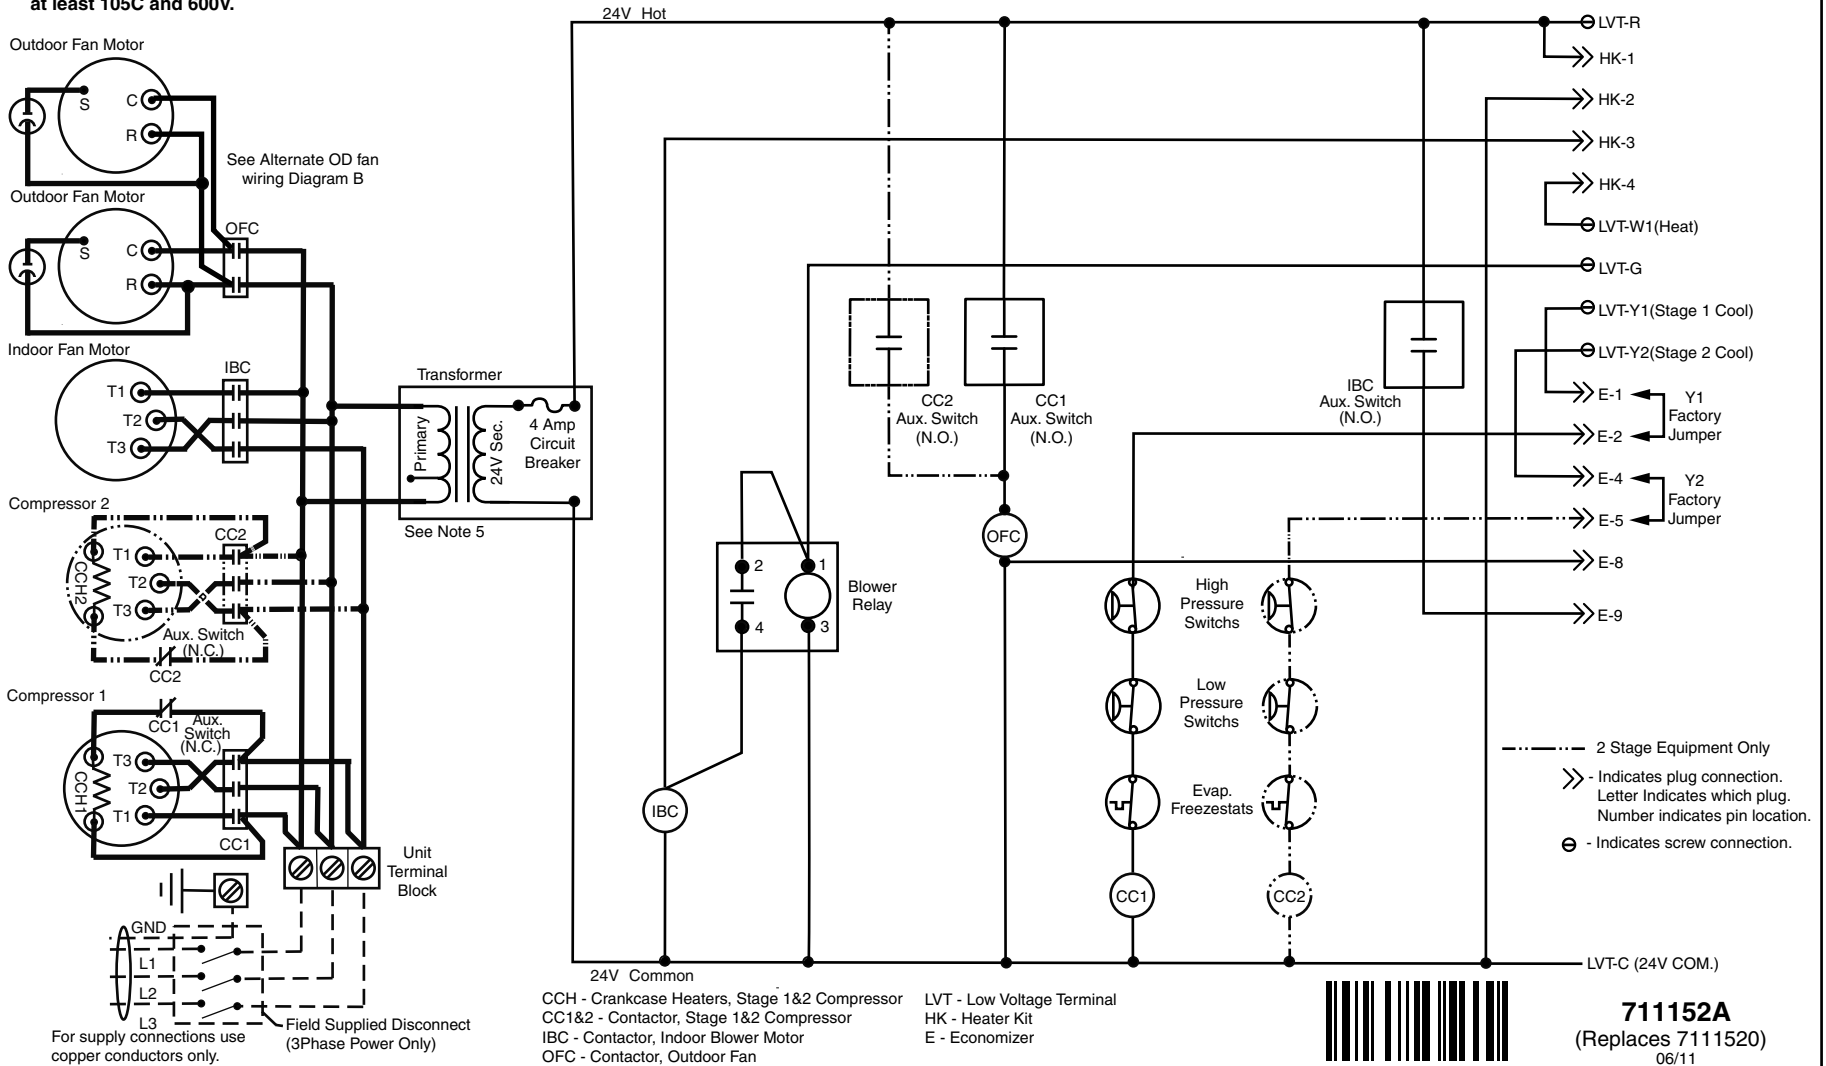 at least 105C and 600V.
Outdoor Fan Motor
S
C
R
See Alternate OD fan
wiring Diagram B
Outdoor Fan Motor
S
C
R
OFC
Indoor Fan Motor
T1
T2
T3
IBC
Compressor 2
CCH2
T1
T2
T3
CC2
Aux. Switch
(N.C.)
CC2
Compressor 1
CC1
Aux.
Switch
(N.C.)
CCH1
T3
T2
T1
CC1
Unit
Terminal
Block
GND
L1
L2
L3
For supply connections use
copper conductors only.
Field Supplied Disconnect
(3Phase Power Only)
Transformer
Primary
24V Sec.
4 Amp
Circuit
Breaker
See Note 5
24V Hot
CC2
Aux. Switch
(N.O.)
CC1
Aux. Switch
(N.O.)
IBC
Aux. Switch
(N.O.)
2
1
4
3
Blower
Relay
OFC
IBC
High
Pressure
Switchs
Low
Pressure
Switchs
Evap.
Freezestats
CC1
CC2
24V Common
LVT-R
HK-1
HK-2
HK-3
HK-4
LVT-W1(Heat)
LVT-G
LVT-Y1(Stage 1 Cool)
LVT-Y2(Stage 2 Cool)
E-1
E-2
Y1
Factory
Jumper
E-4
E-5
Y2
Factory
Jumper
E-8
E-9
2 Stage Equipment Only
- Indicates plug connection.
Letter Indicates which plug.
Number indicates pin location.
- Indicates screw connection.
LVT-C (24V COM.)
CCH - Crankcase Heaters, Stage 1&2 Compressor
CC1&2 - Contactor, Stage 1&2 Compressor
IBC - Contactor, Indoor Blower Motor
OFC - Contactor, Outdoor Fan
LVT - Low Voltage Terminal
HK - Heater Kit
E - Economizer
711152A
(Replaces 7111520)
06/11